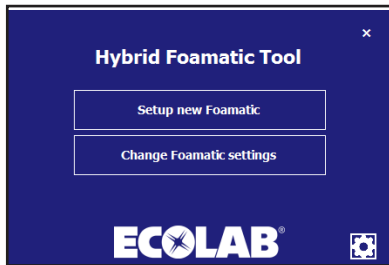 ×
Hybrid Foamatic Tool
Setup new Foamatic
Change Foamatic settings
ECOLAB®